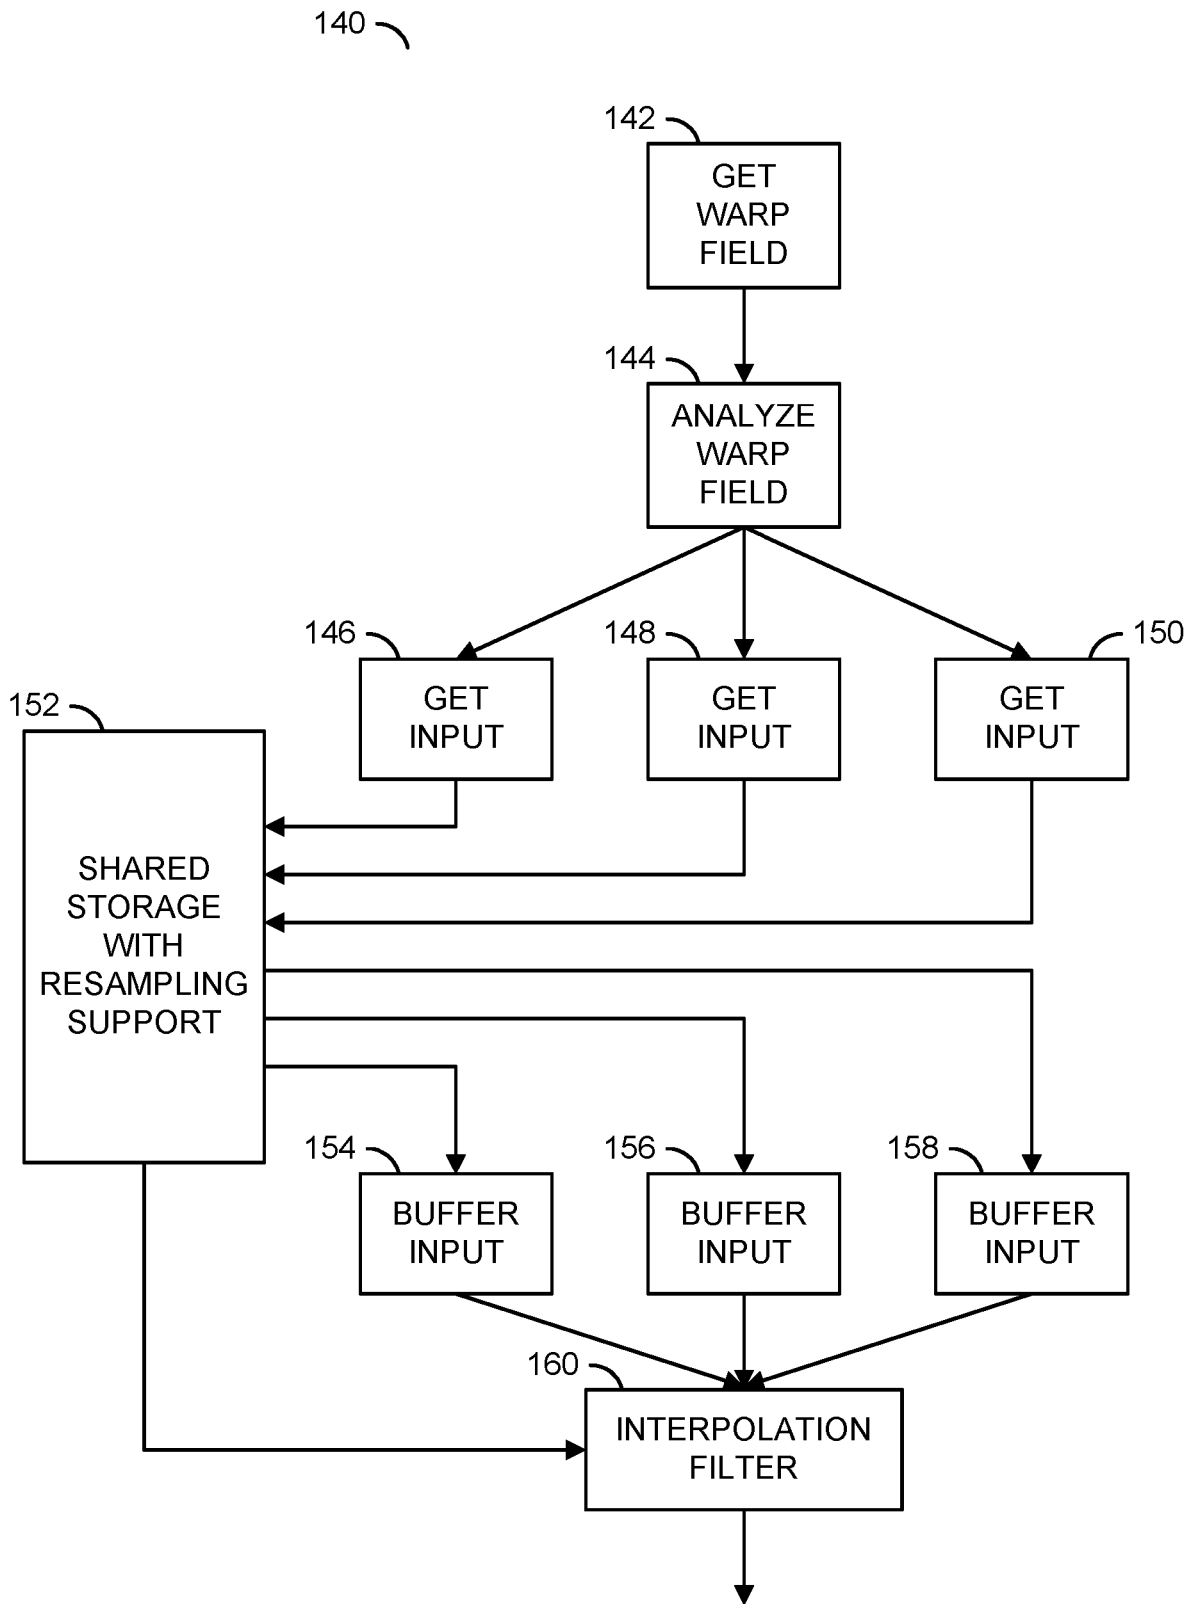 140
142
GET
WARP
FIELD
144
ANALYZE
WARP
FIELD
146
GET
INPUT
148
GET
INPUT
150
GET
INPUT
152
SHARED
STORAGE
WITH
RESAMPLING
SUPPORT
154
BUFFER
INPUT
156
BUFFER
INPUT
158
BUFFER
INPUT
160
INTERPOLATION
FILTER